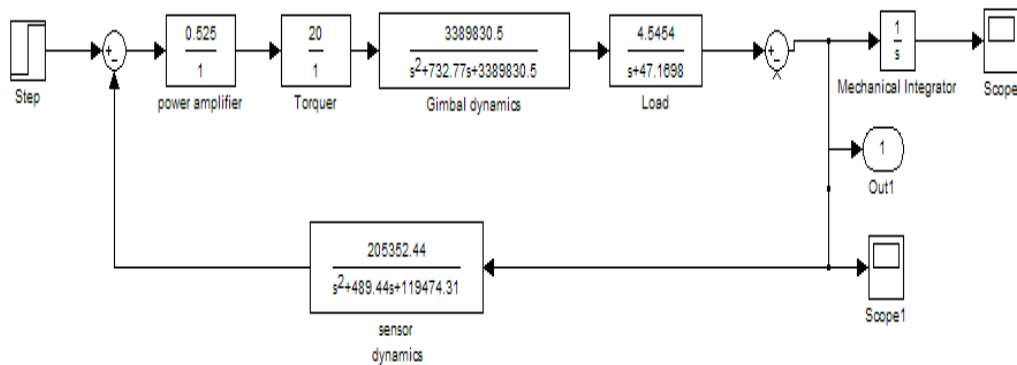 Step
+
-
0.525
1
power amplifier
20
1
Torquer
3389830.5
s2+732.77s+3389830.5
Gimbal dynamics
4.5454
s+47.1698
Load
+
-
1
s
Mechanical Integrator
Scope
1
Out1
205352.44
s2+489.44s+119474.31
sensor
dynamics
Scope1